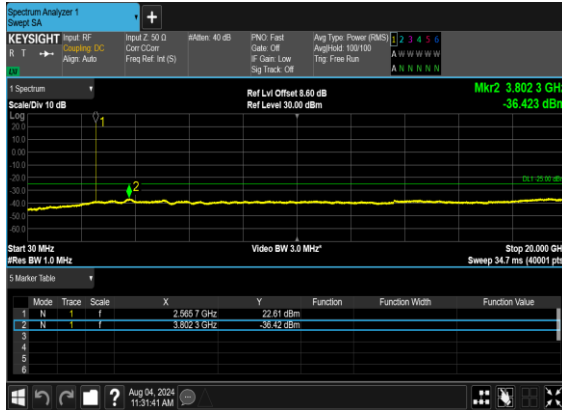 Spectrum Analyzer 1
Swept SA
+
KEYSIGHT
R T
Input: RF
Coupling: DC
Align: Auto
Input Z: 50 Ω
Corr CCorr
Freq Ref: Int (S)
#Atten: 40 dB
PNO: Fast
Gate: Off
IF Gain: Low
Sig Track: Off
Avg Type: Power (RMS)
Avg|Hold: 100/100
Trig: Free Run
1 2 3 4 5 6
A W W W W W
A N N N N N
1 Spectrum
Scale/Div 10 dB
Ref Lvl Offset 8.60 dB
Ref Level 30.00 dBm
Mkr2 3.802 3 GHz
-36.423 dBm
Log
20.0
10.0
0.00
-10.0
-20.0
-30.0
-40.0
-50.0
-60.0
1
2
DL1 -25.00 dBm
Start 30 MHz
#Res BW 1.0 MHz
Video BW 3.0 MHz*
Stop 20.000 GH
Sweep 34.7 ms (40001 pts
5 Marker Table
Mode Trace Scale X Y Function Function Width Function Value
1 N 1 f 2.565 7 GHz 22.61 dBm
2 N 1 f 3.802 3 GHz -36.42 dBm
3
4
5
6
?
Aug 04, 2024
11:31:41 AM